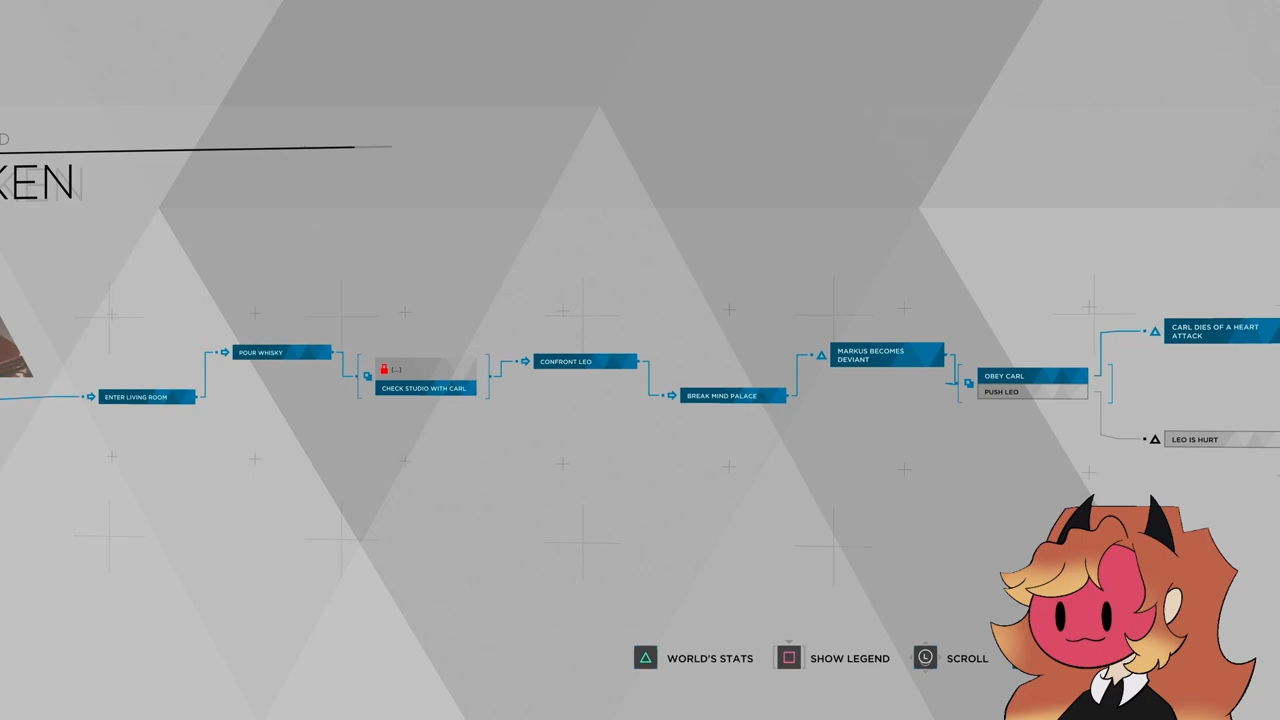 D
KEN
CARL DIES OF A HEART
ATTACK
POUR WHISKY
MARKUS BECOMES
DEVIANT
CONFRONT LEO
(...)
OBEY CARL
CHECK STUDIO WITH CARL
PUSH LEO
ENTER LIVING ROOM
BREAK MIND PALACE
LEO IS HURT
WORLD'S STATS
SHOW LEGEND
L
SCROLL